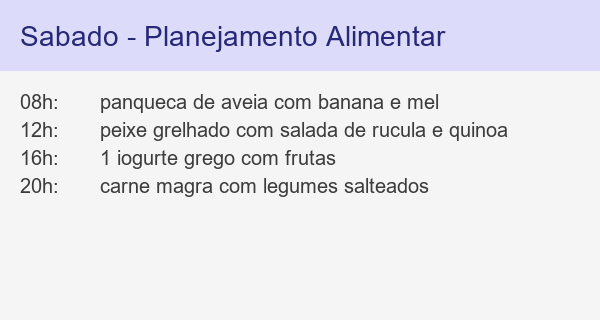 Sabado - Planejamento Alimentar
08h: panqueca de aveia com banana e mel
12h: peixe grelhado com salada de rucula e quinoa
16h: 1 iogurte grego com frutas
20h: carne magra com legumes salteados